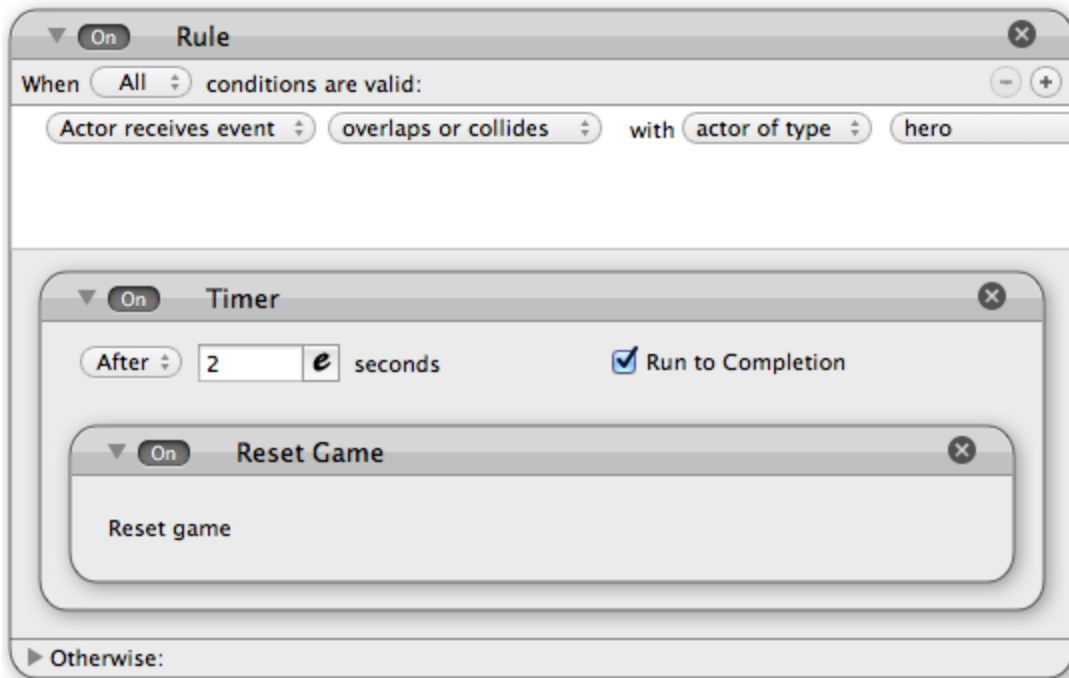 On Rule
When All conditions are valid:
Actor receives event overlaps or collides with actor of type hero
On Timer
After 2 e seconds Run to Completion
On Reset Game
Reset game
Otherwise: